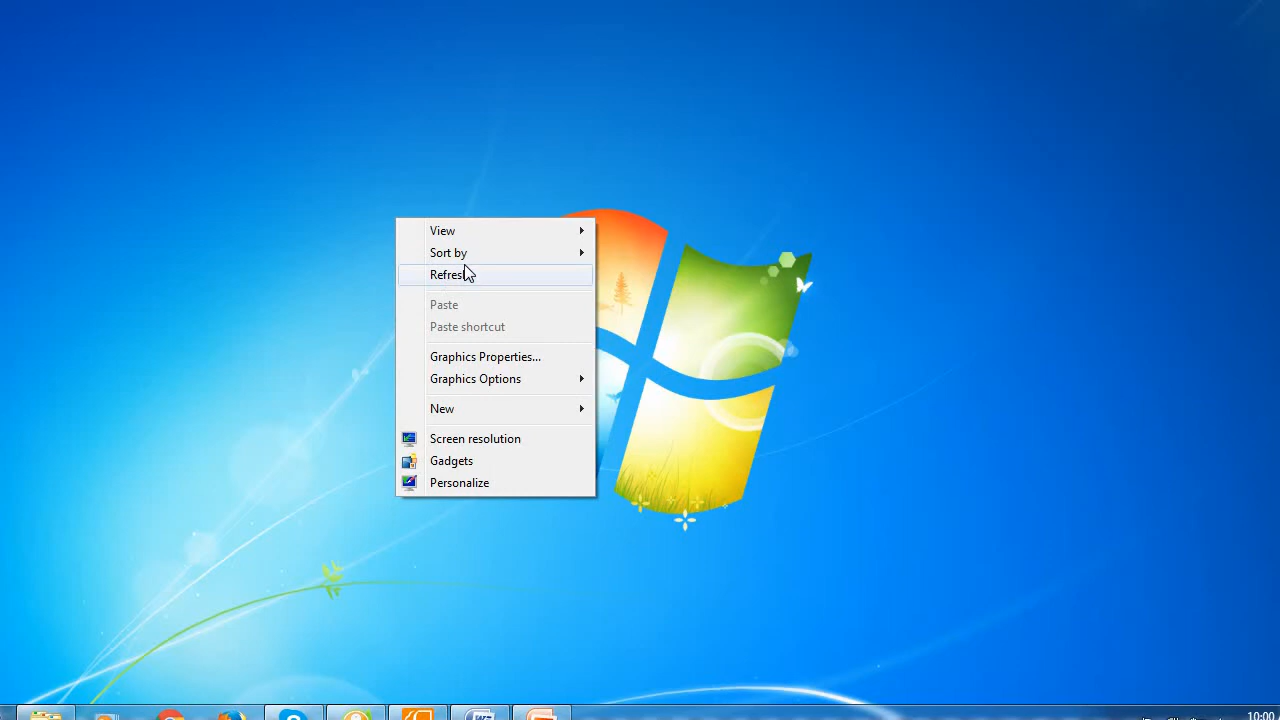 View
Sort by
Refresh
Paste
Paste shortcut
Graphics Properties...
Graphics Options
New
Screen resolution
Gadgets
Personalize
10:00